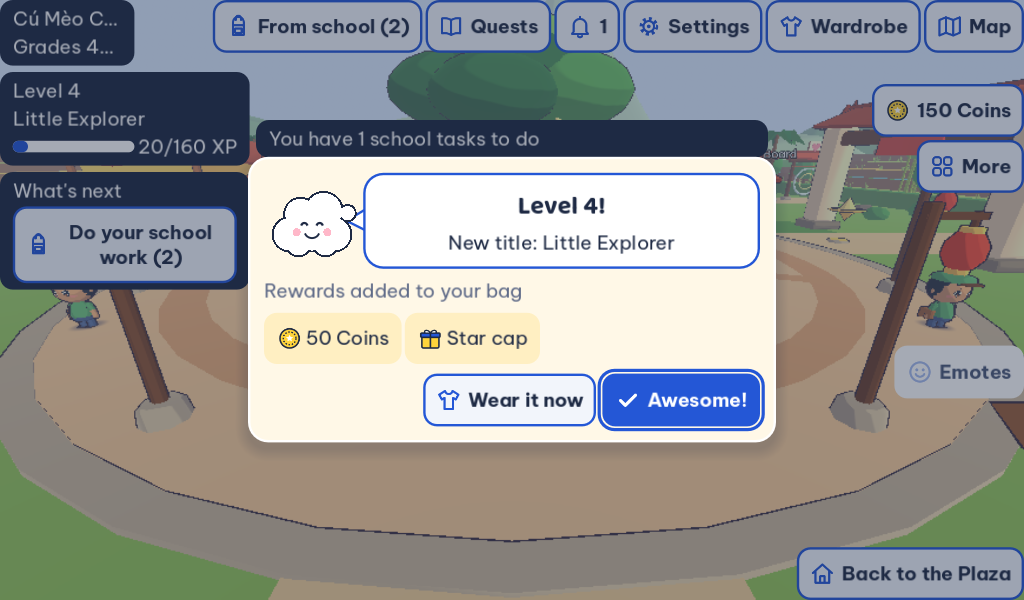 Cú Mèo C...
Grades 4...
From school (2)
Quests
1
Settings
Wardrobe
Map
Level 4
Little Explorer
20/160 XP
150 Coins
More
What's next
Do your school
work (2)
You have 1 school tasks to do
Board
Level 4!
New title: Little Explorer
Rewards added to your bag
50 Coins
Star cap
Wear it now
Awesome!
Emotes
Back to the Plaza